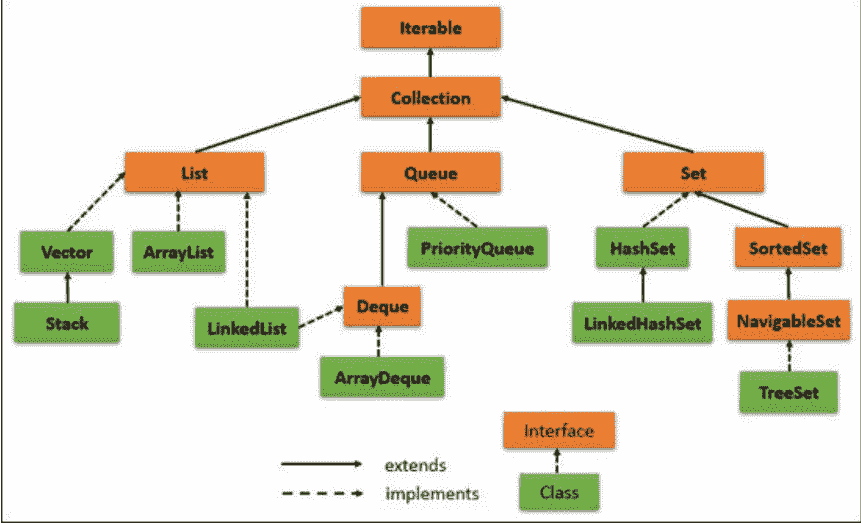 Iterable
Collection
List
Queue
Set
Vector
ArrayList
PriorityQueue
HashSet
SortedSet
Stack
LinkedList
Deque
LinkedHashSet
NavigableSet
ArrayDeque
TreeSet
Interface
extends
implements
Class